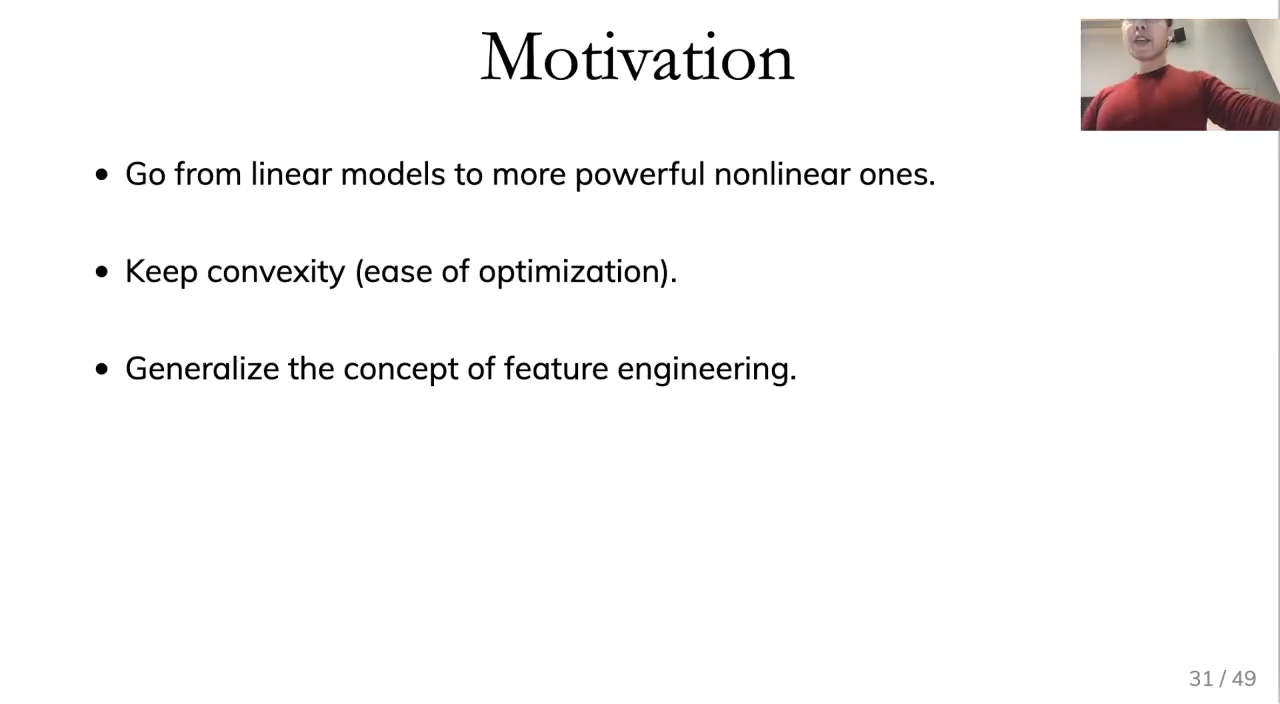 Motivation
• Go from linear models to more powerful nonlinear ones.
• Keep convexity (ease of optimization).
• Generalize the concept of feature engineering.
31 / 49